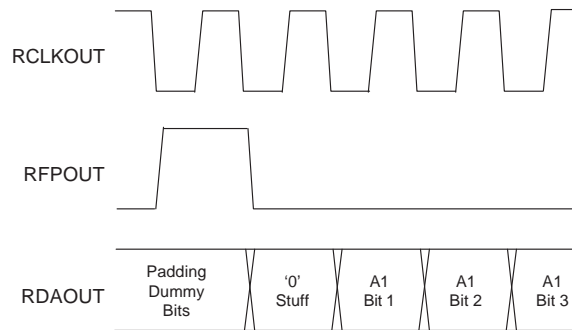 RCLKOUT
RFPOUT
RDAOUT
Padding
Dummy
Bits
'0'
Stuff
A1
Bit 1
A1
Bit 2
A1
Bit 3